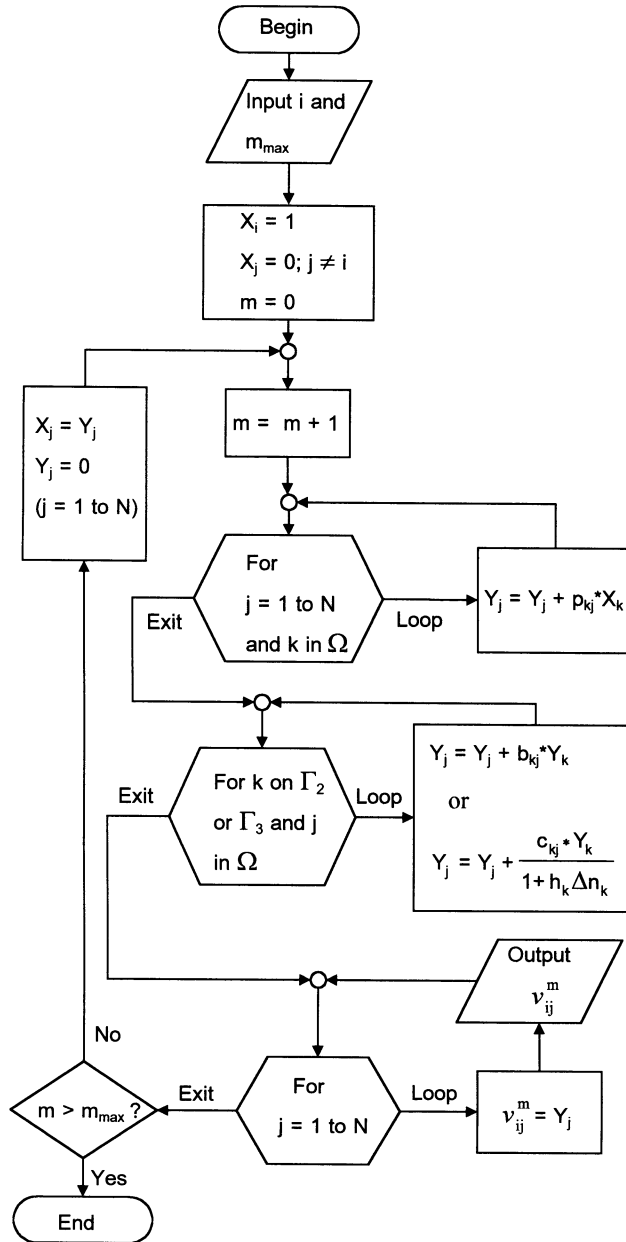 Begin
Input i and
m_max
X_i = 1
X_j = 0; j ≠ i
m = 0
X_j = Y_j
Y_j = 0
(j = 1 to N)
m = m + 1
For
j = 1 to N
and k in Ω
Exit
Loop
Y_j = Y_j + p_kj*X_k
For k on Γ_2
or Γ_3 and j
in Ω
Exit
Loop
Y_j = Y_j + b_kj*Y_k
or
Y_j = Y_j + c_kj * Y_k / 1 + h_k Δn_k
Output
v_ij^m
No
m > m_max ?
Exit
For
j = 1 to N
Loop
v_ij^m = Y_j
Yes
End